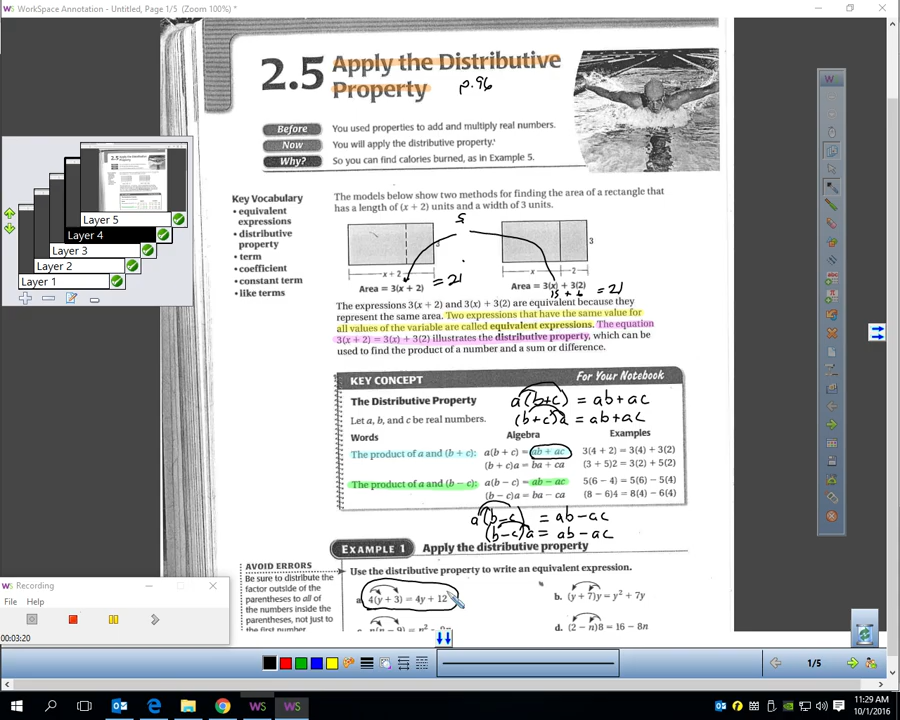 WorkSpace Annotation - Untitled, Page 1/5 (Zoom 100%) *
2.5 Apply the Distributive
Property
p.96
Before You used properties to add and multiply real numbers.
Now You will apply the distributive property.
Why? So you can find calories burned, as in Example 5.
Layer 5
Layer 4
Layer 3
Layer 2
Layer 1
Key Vocabulary
• equivalent
expressions
• distributive
property
• term
• coefficient
• constant term
• like terms
The models below show two methods for finding the area of a rectangle that
has a length of (x + 2) units and a width of 3 units.
5
3
3
x + 2
x
2
Area = 3(x + 2) = 21
Area = 3(x) + 3(2) = 21
15 + 6
The expressions 3(x + 2) and 3(x) + 3(2) are equivalent because they
represent the same area. Two expressions that have the same value for
all values of the variable are called equivalent expressions. The equation
3(x + 2) = 3(x) + 3(2) illustrates the distributive property, which can be
used to find the product of a number and a sum or difference.
KEY CONCEPT For Your Notebook
The Distributive Property
a(b+c) = ab+ac
Let a, b, and c be real numbers.
(b+c)a = ab+ac
Words Algebra Examples
The product of a and (b + c): a(b + c) = ab + ac 3(4 + 2) = 3(4) + 3(2)
(b + c)a = ba + ca (3 + 5)2 = 3(2) + 5(2)
The product of a and (b − c): a(b − c) = ab − ac 5(6 − 4) = 5(6) − 5(4)
(b − c)a = ba − ca (8 − 6)4 = 8(4) − 6(4)
a(b-c) = ab-ac
(b-c)a = ab-ac
EXAMPLE 1 Apply the distributive property
AVOID ERRORS
Be sure to distribute the
factor outside of the
parentheses to all of
the numbers inside the
parentheses, not just to
the first number.
Use the distributive property to write an equivalent expression.
a. 4(y + 3) = 4y + 12
b. (y + 7)y = y² + 7y
d. (2 − n)8 = 16 − 8n
Recording
File Help
00:03:20
1/5
11:29 AM
10/1/2016